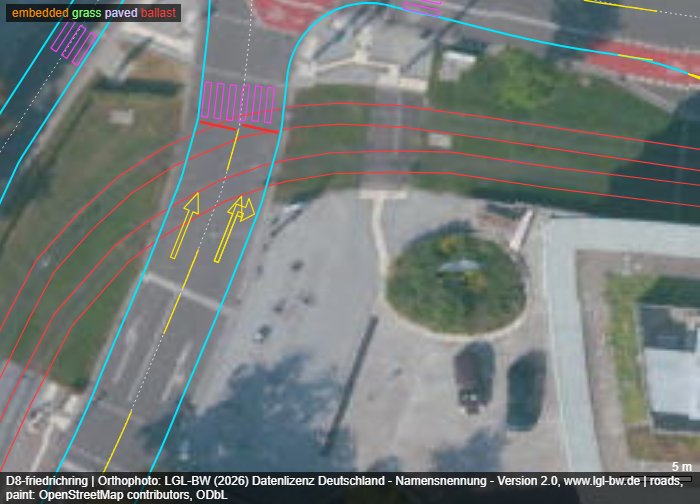 embedded grass paved ballast
5 m
D8-friedrichring | Orthophoto: LGL-BW (2026) Datenlizenz Deutschland - Namensnennung - Version 2.0, www.lgl-bw.de | roads,
paint: OpenStreetMap contributors, ODbL